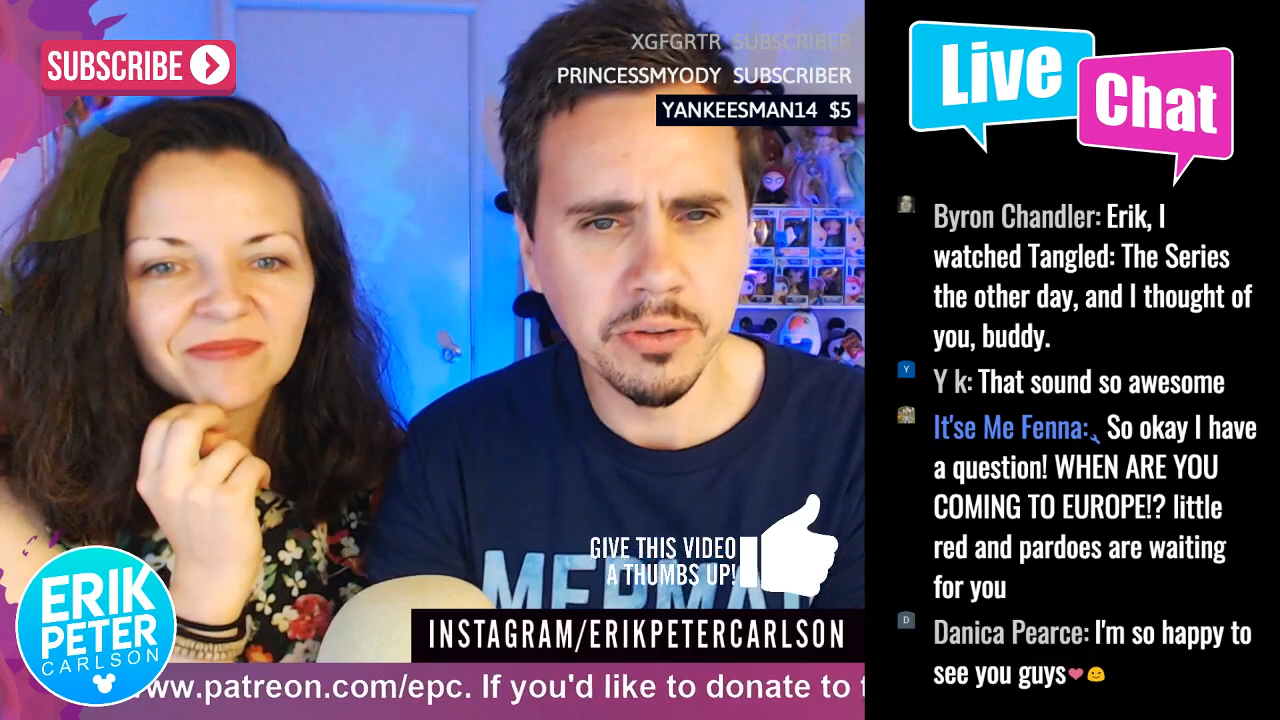 SUBSCRIBE
XGFGRTR SUBSCRIBER
PRINCESSMYODY SUBSCRIBER
YANKEESMAN14 $5
Live
Chat
Byron Chandler: Erik, I
watched Tangled: The Series
the other day, and I thought of
you, buddy.
Y
Y k: That sound so awesome
It'se Me Fenna: So okay I have
a question! WHEN ARE YOU
COMING TO EUROPE!? little
red and pardoes are waiting
for you
D
Danica Pearce: I'm so happy to
see you guys
GIVE THIS VIDEO
A THUMBS UP!
MERMA
INSTAGRAM/ERIKPETERCARLSON
ERIK
PETER
CARLSON
www.patreon.com/epc. If you'd like to donate to